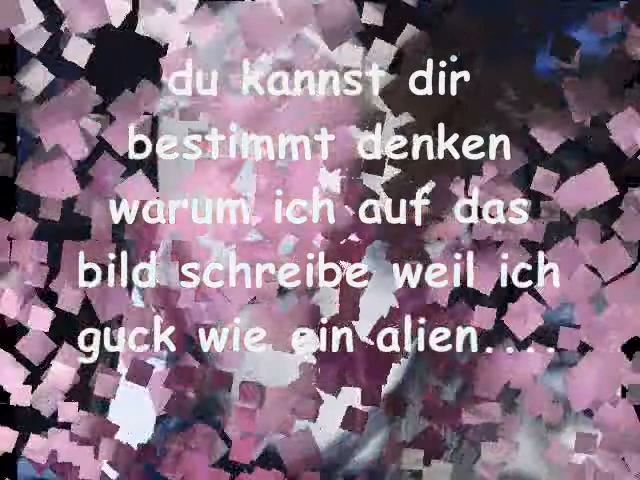 du kannst dir
bestimmt denken
warum ich auf das
bild schreibe weil ich
guck wie ein alien....